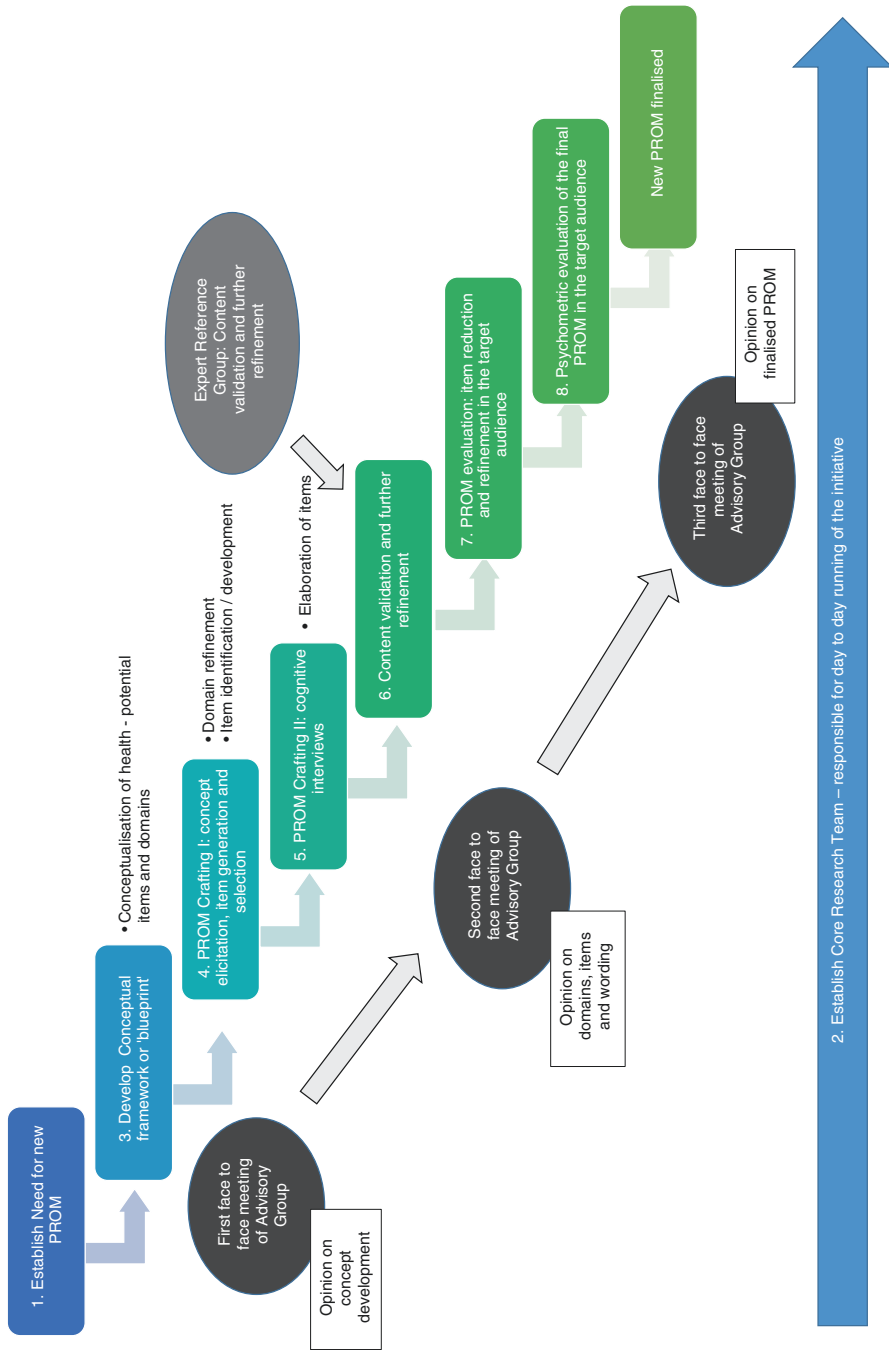 1. Establish Need for new
PROM
3. Develop Conceptual
framework or 'blueprint'
• Conceptualisation of health - potential
items and domains
4. PROM Crafting I: concept
elicitation, item generation and
selection
• Domain refinement
• Item identification / development
5. PROM Crafting II: cognitive
interviews
• Elaboration of items
Expert Reference
Group: Content
validation and further
refinement
6. Content validation and further
refinement
7. PROM evaluation: item reduction
and refinement in the target
audience
8. Psychometric evaluation of the final
PROM in the target audience
New PROM finalised
First face to
face meeting
of Advisory
Group
Opinion on
concept
development
Second face to
face meeting of
Advisory Group
Opinion on
domains, items
and wording
Third face to face
meeting of
Advisory Group
Opinion on
finalised PROM
2. Establish Core Research Team – responsible for day to day running of the initiative